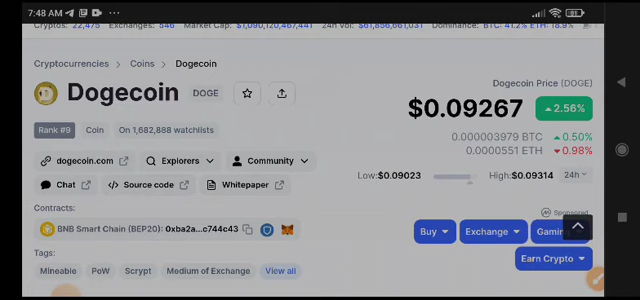 7:48 AM
Cryptos: 22,475 Exchanges: 546 Market Cap: $1,090,120,467,441 24h Vol: $61,856,661,031 Dominance: BTC: 41.2% ETH: 18.9%
Cryptocurrencies > Coins > Dogecoin
Dogecoin DOGE
Dogecoin Price (DOGE)
$0.09267 2.56%
Rank #9 Coin On 1,682,888 watchlists
0.000003979 BTC 0.50%
0.0000551 ETH 0.98%
dogecoin.com Explorers Community
Low:$0.09023 High:$0.09314 24h
Chat Source code Whitepaper
Contracts:
Sponsored
BNB Smart Chain (BEP20): 0xba2a...c744c43
Buy Exchange Gamin
Tags:
Earn Crypto
Mineable PoW Scrypt Medium of Exchange View all